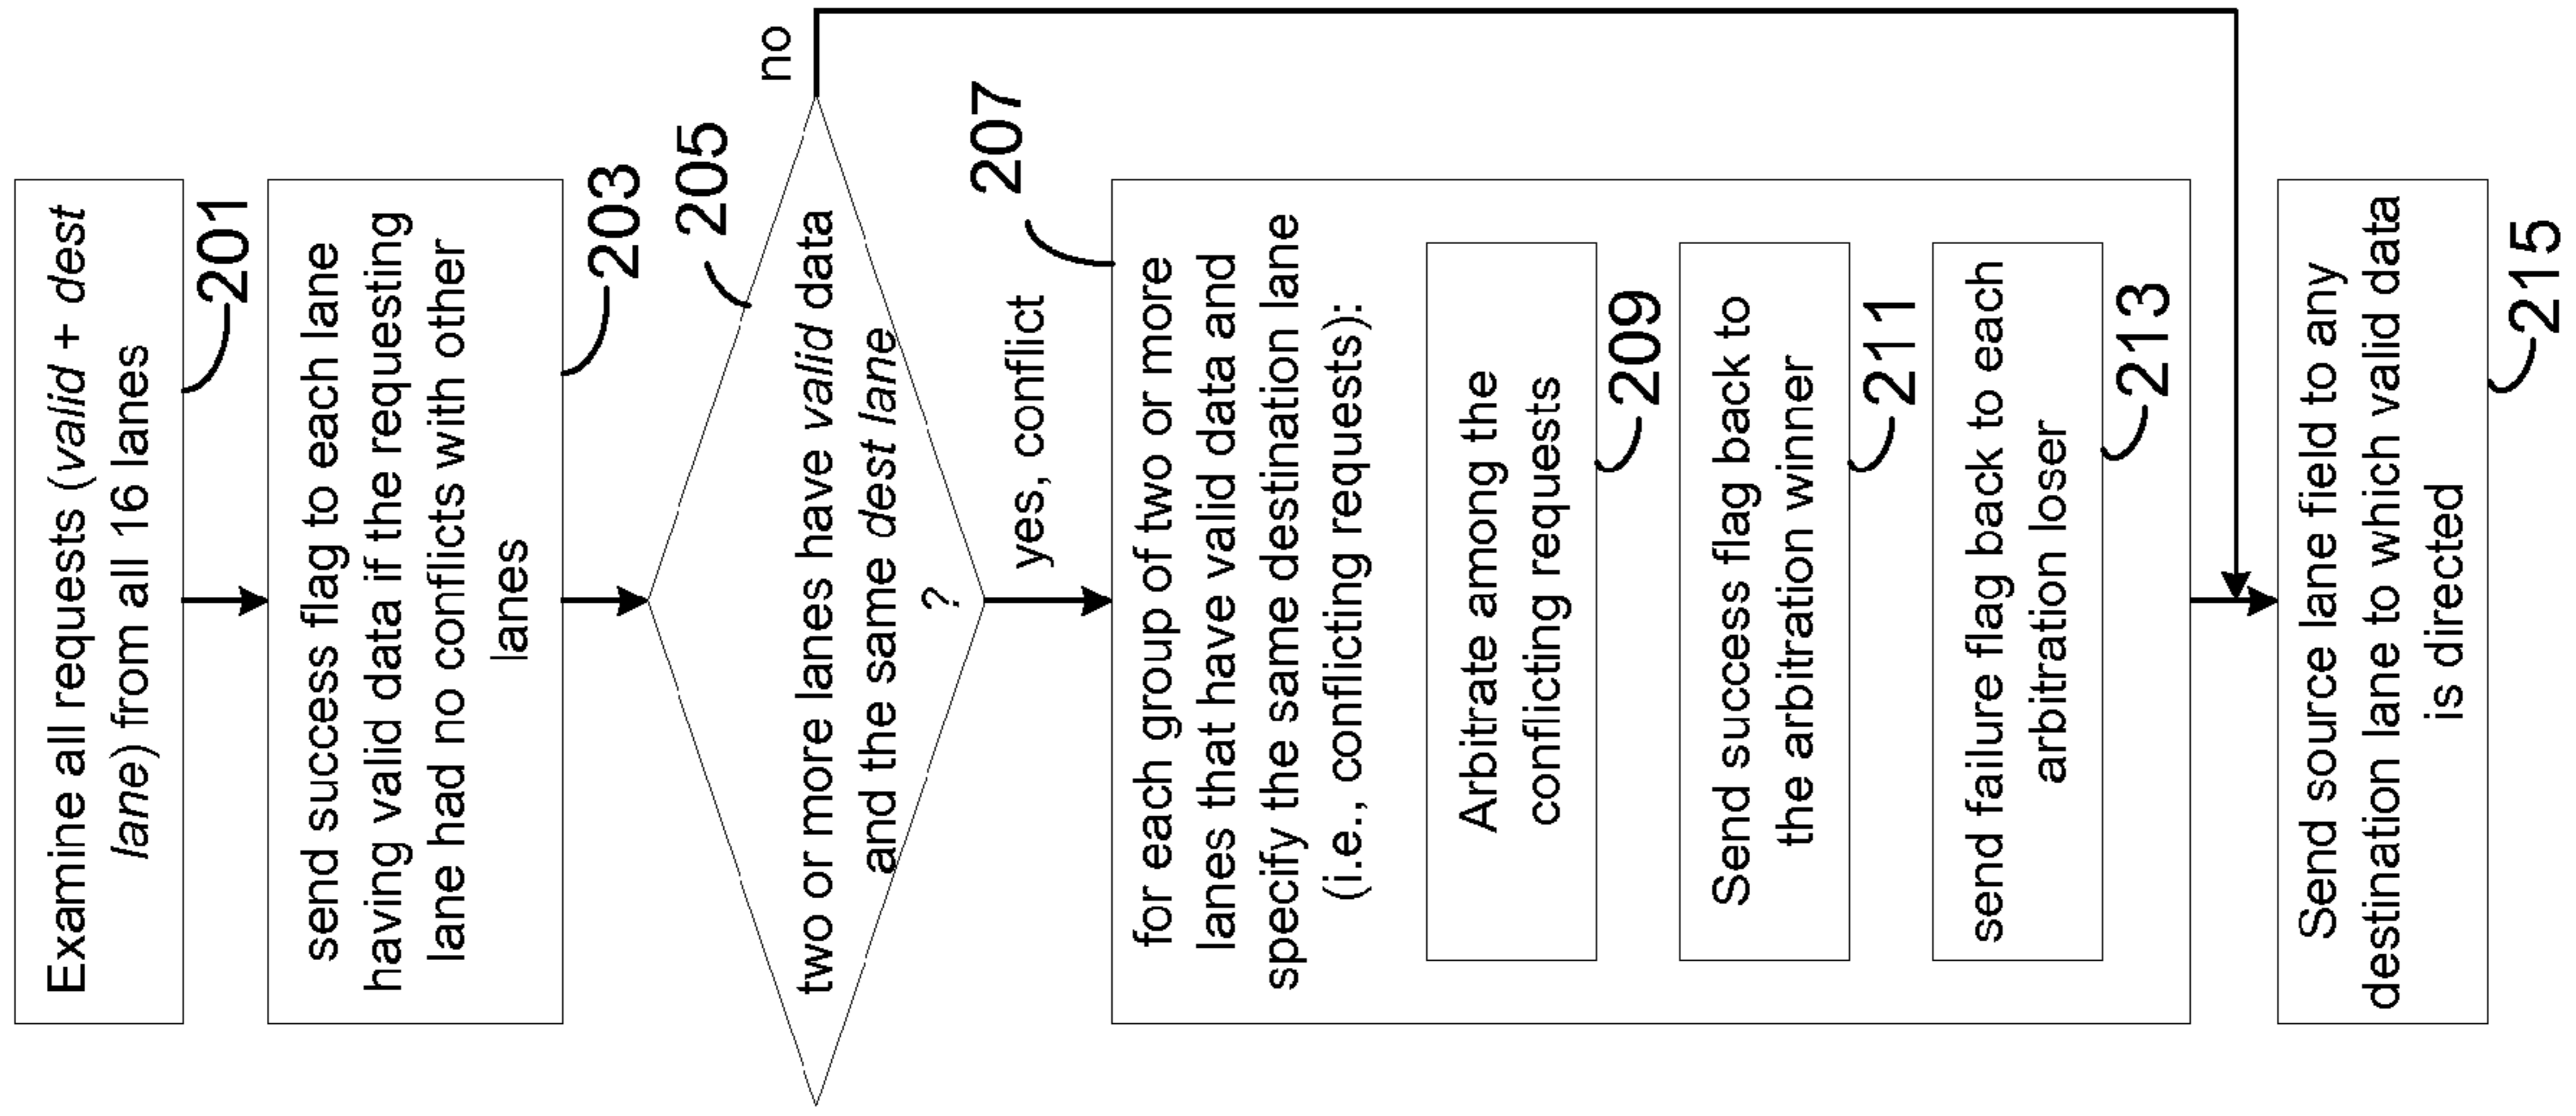 Examine all requests (valid + dest
lane) from all 16 lanes
201
send success flag to each lane
having valid data if the requesting
lane had no conflicts with other
lanes
203
205
two or more lanes have valid data
and the same dest lane
?
no
yes, conflict
207
for each group of two or more
lanes that have valid data and
specify the same destination lane
(i.e., conflicting requests):
Arbitrate among the
conflicting requests
209
Send success flag back to
the arbitration winner
211
send failure flag back to each
arbitration loser
213
Send source lane field to any
destination lane to which valid data
is directed
215